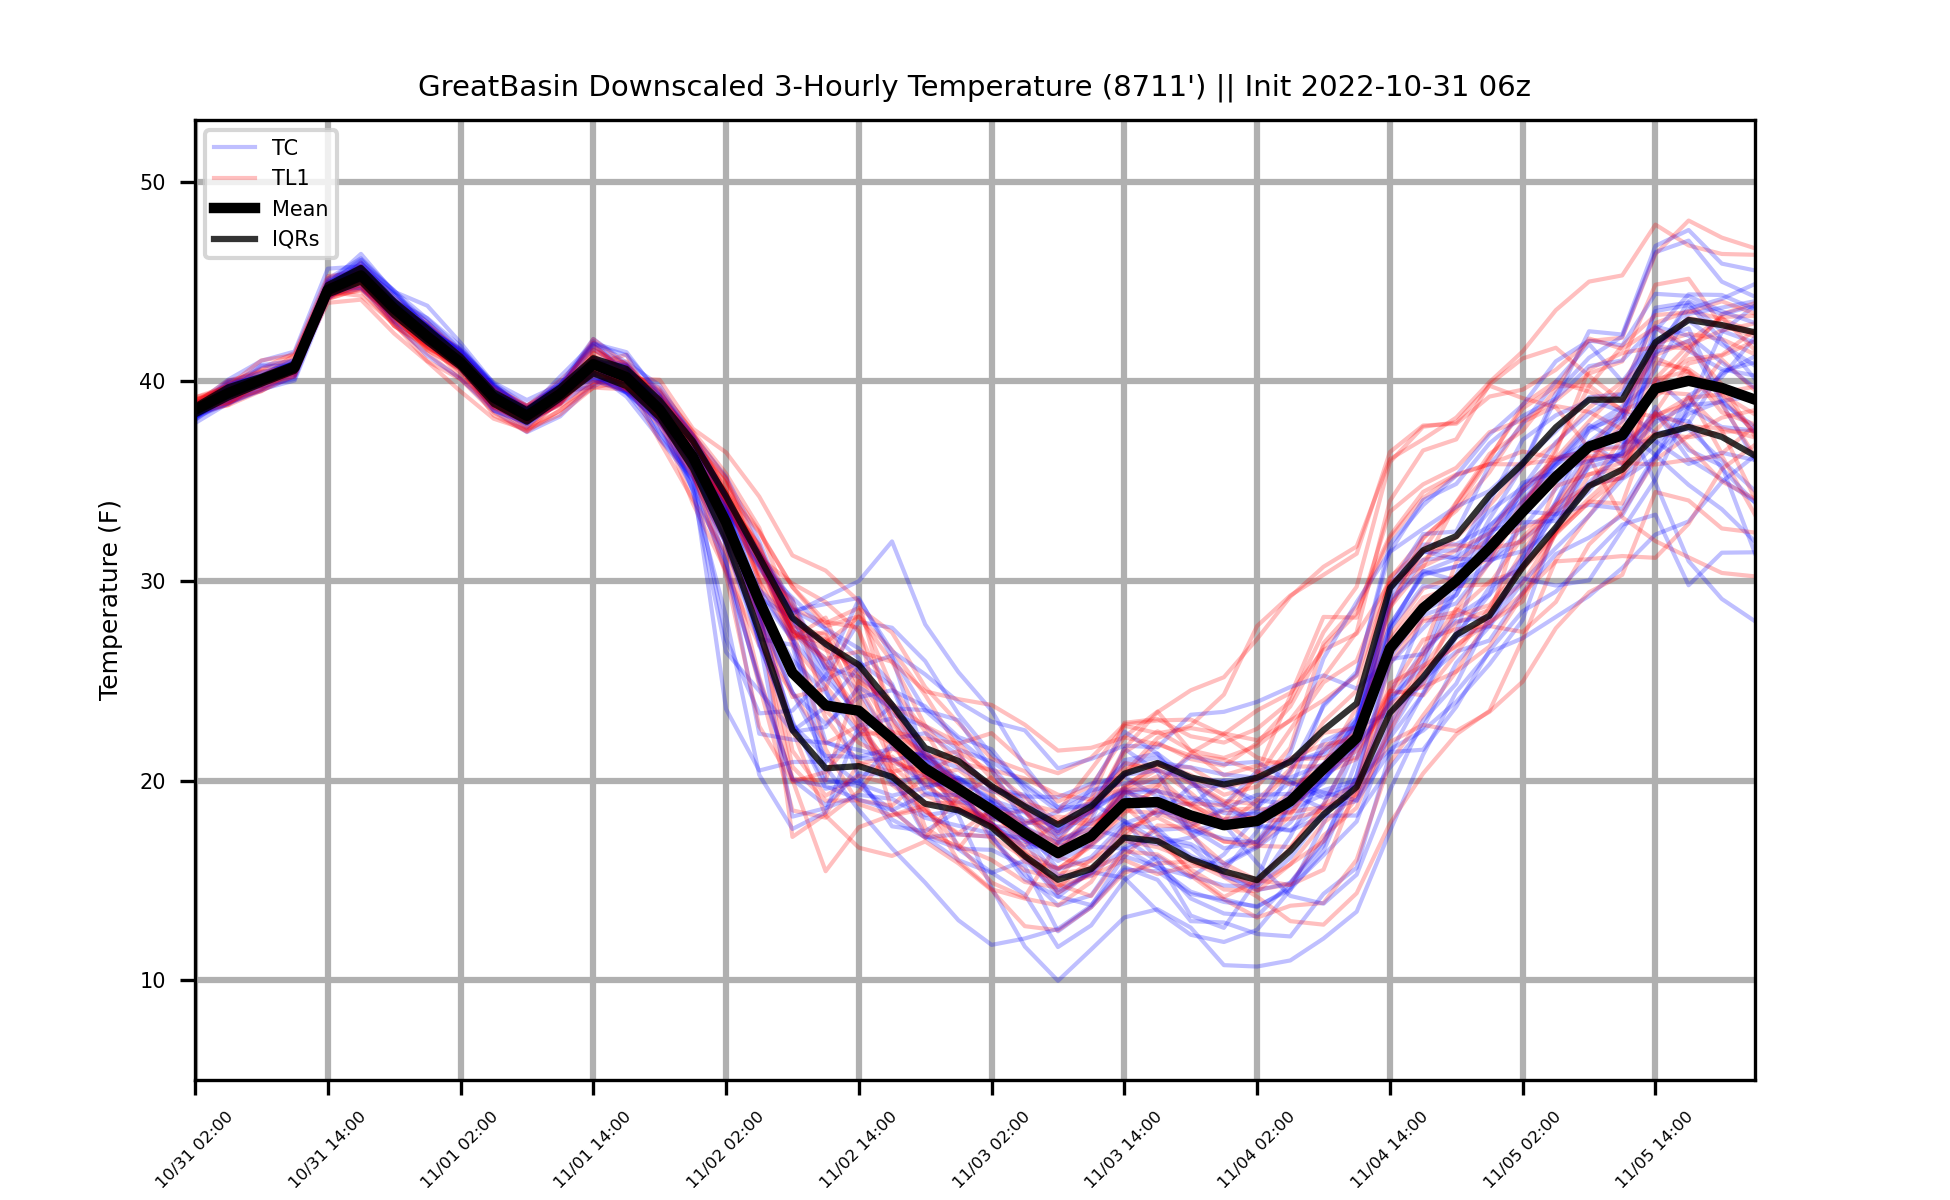 GreatBasin Downscaled 3-Hourly Temperature (8711') || Init 2022-10-31 06z
TC
TL1
Mean
IQRs
Temperature (F)
50
40
30
20
10
10/31 02:00
10/31 14:00
11/01 02:00
11/01 14:00
11/02 02:00
11/02 14:00
11/03 02:00
11/03 14:00
11/04 02:00
11/04 14:00
11/05 02:00
11/05 14:00